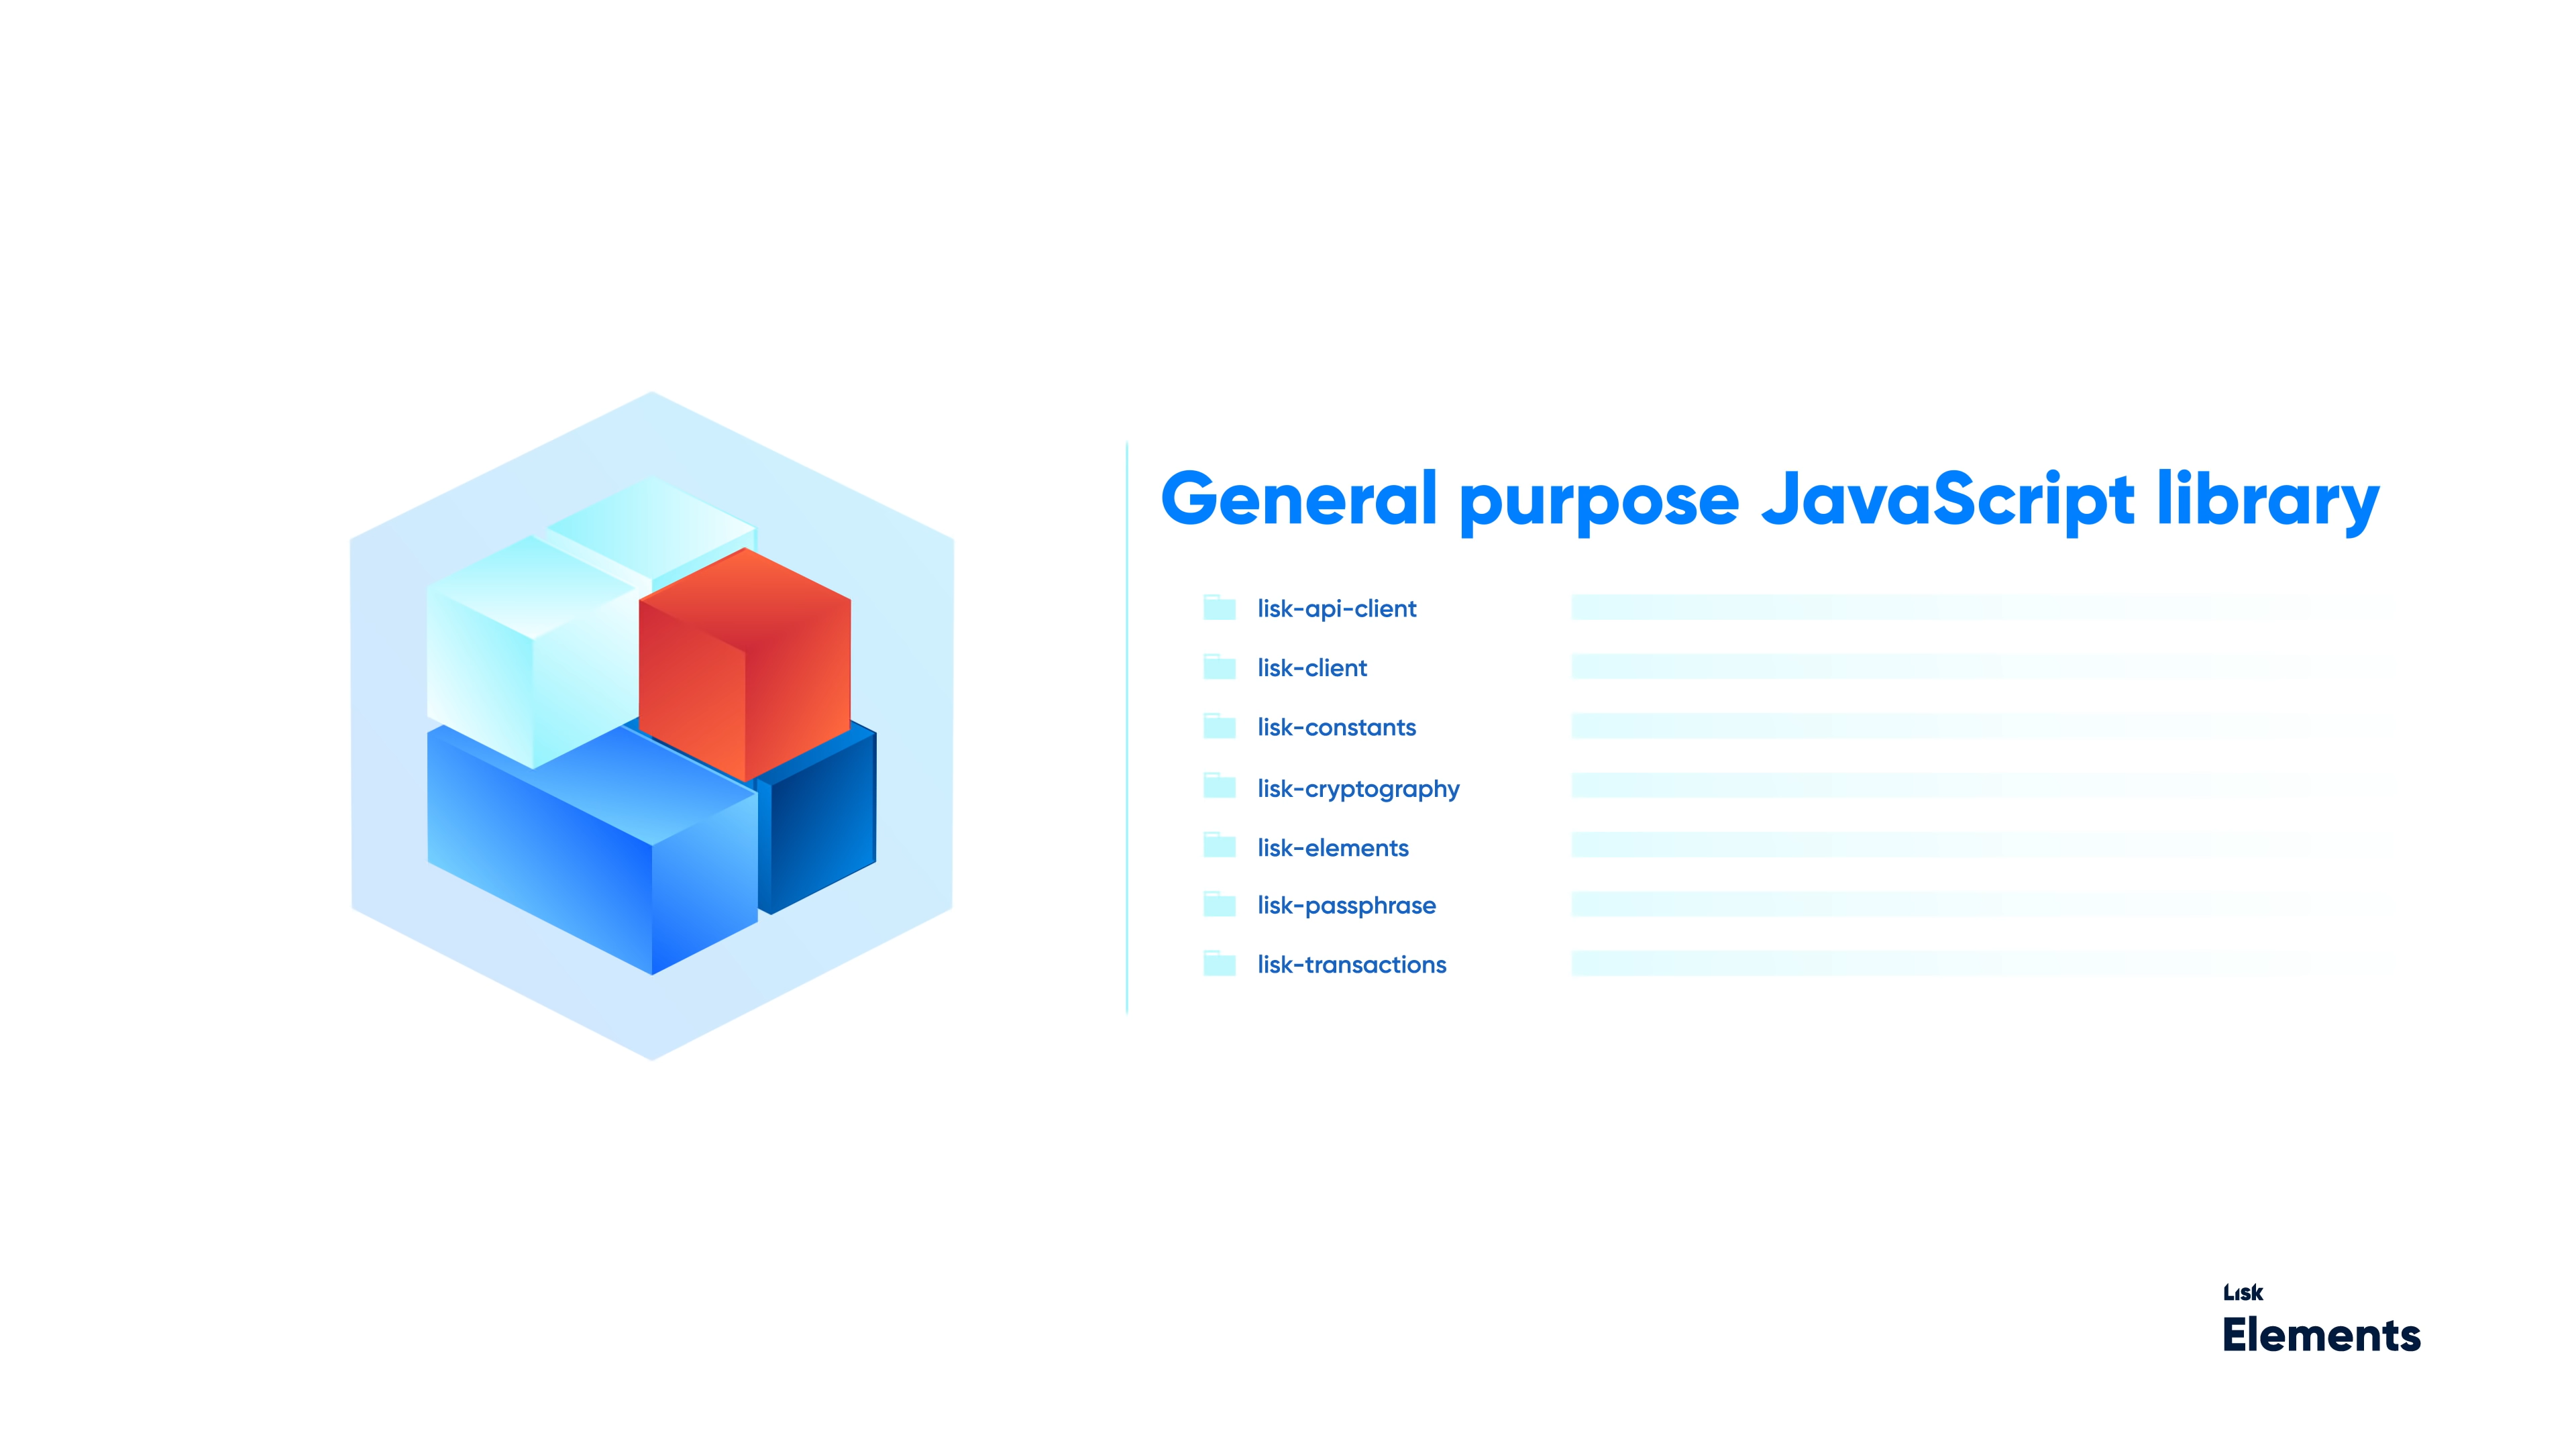 General purpose JavaScript library
lisk-api-client
lisk-client
lisk-constants
lisk-cryptography
lisk-elements
lisk-passphrase
lisk-transactions
Lisk
Elements